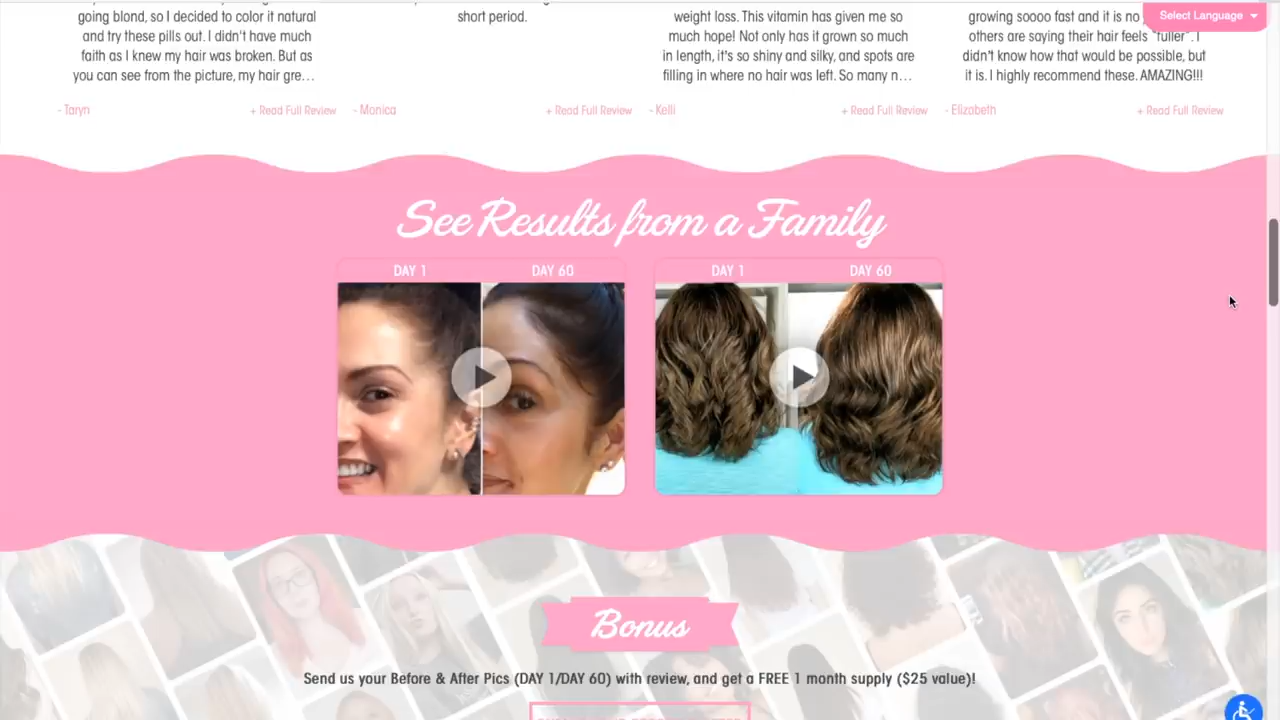 going blond, so I decided to color it natural
and try these pills out. I didn't have much
faith as I knew my hair was broken. But as
you can see from the picture, my hair gre...
- Taryn
+ Read Full Review
short period.
- Monica
+ Read Full Review
weight loss. This vitamin has given me so
much hope! Not only has it grown so much
in length, it's so shiny and silky, and spots are
filling in where no hair was left. So many n...
- Kelli
+ Read Full Review
growing soooo fast and it is no
others are saying their hair feels "fuller". I
didn't know how that would be possible, but
it is. I highly recommend these. AMAZING!!!
- Elizabeth
+ Read Full Review
Select Language
See Results from a Family
DAY 1
DAY 60
DAY 1
DAY 60
Bonus
Send us your Before & After Pics (DAY 1/DAY 60) with review, and get a FREE 1 month supply ($25 value)!